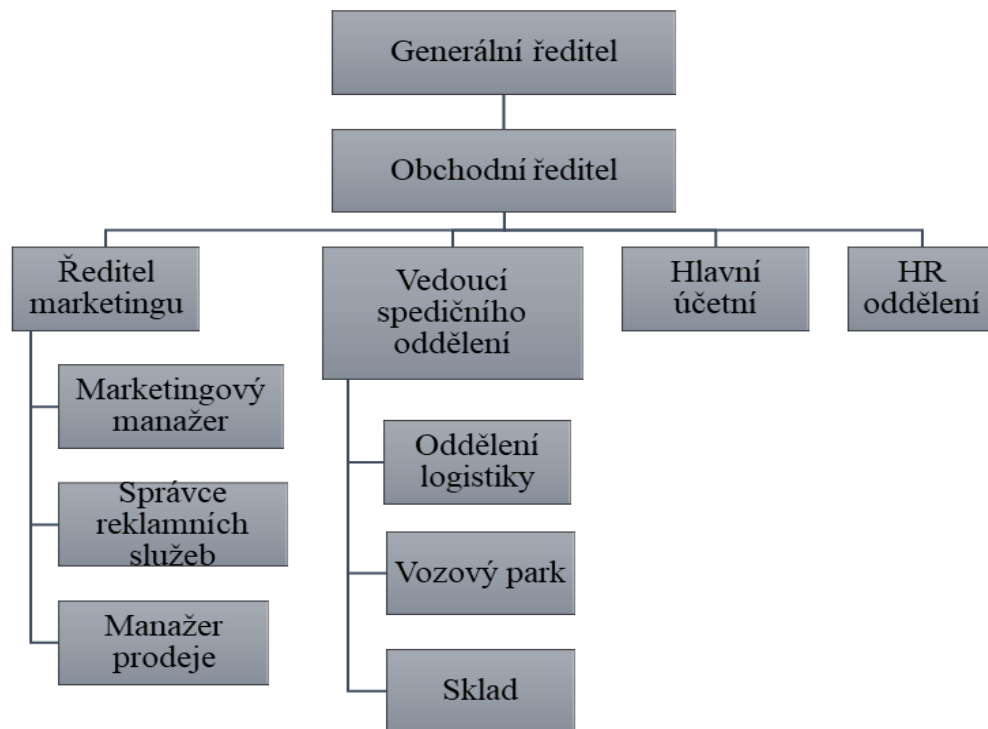 Generální ředitel
Obchodní ředitel
Ředitel
marketingu
Marketingový
manažer
Správce
reklamních
služeb
Manažer
prodeje
Vedoucí
spedičního
oddělení
Oddělení
logistiky
Vozový park
Sklad
Hlavní
účetní
HR
oddělení